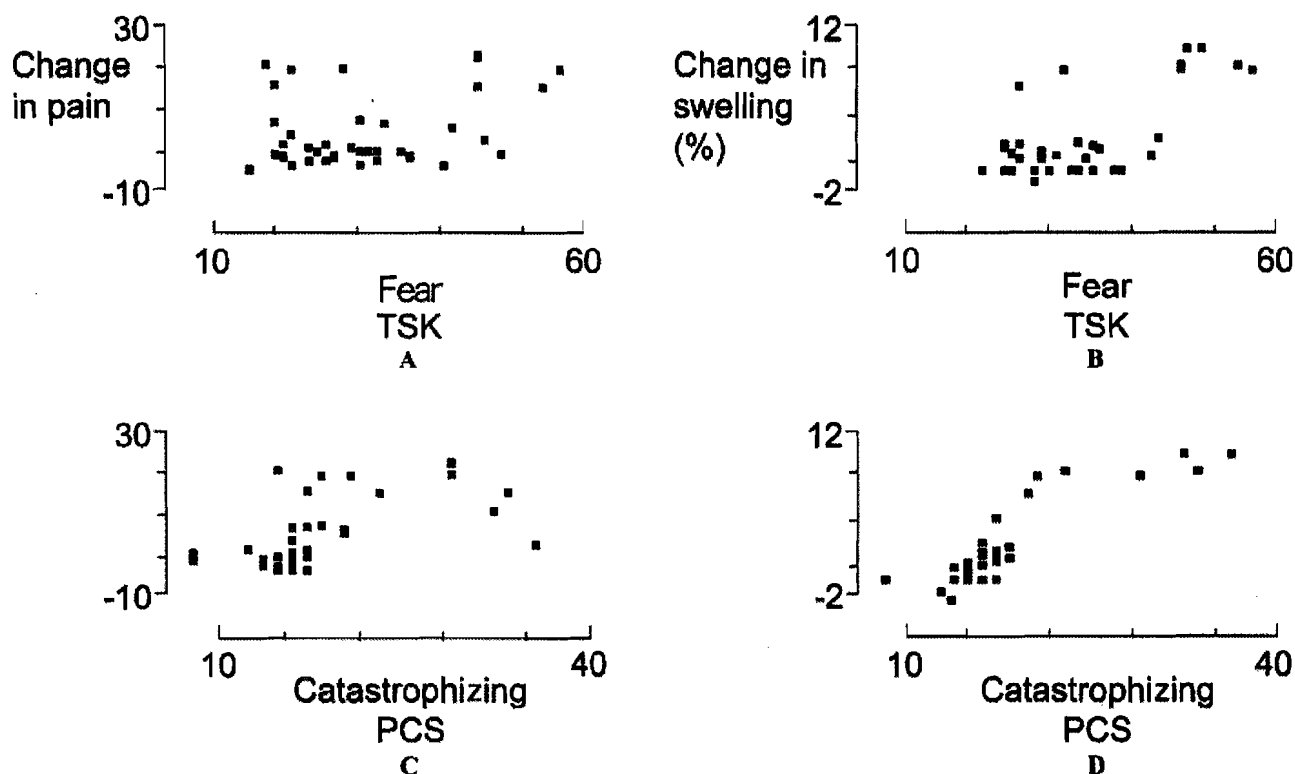 30
Change
in pain
-10
10
60
Fear
TSK
A
12
Change in
swelling
(%)
-2
10
60
Fear
TSK
B
30
-10
10
40
Catastrophizing
PCS
C
12
-2
10
40
Catastrophizing
PCS
D